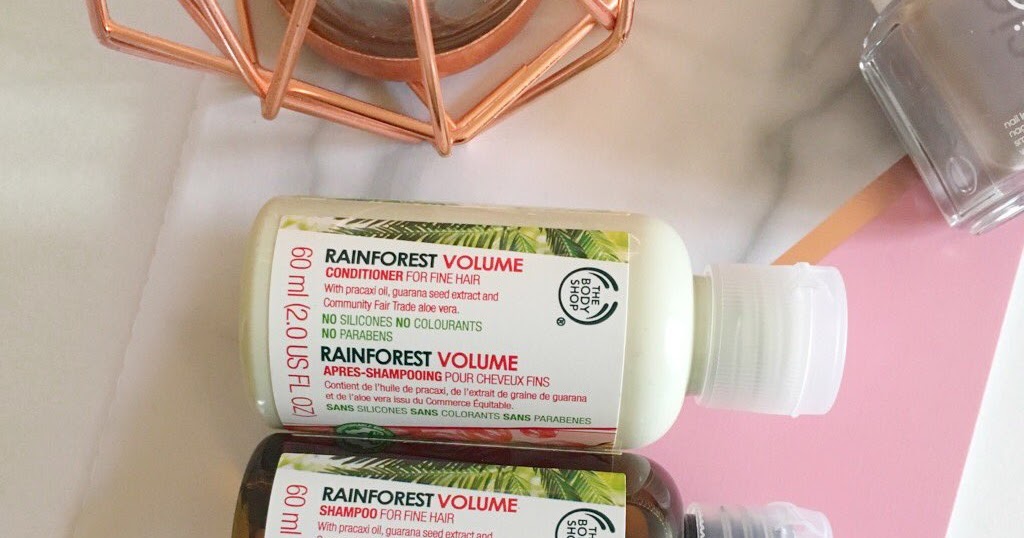 RAINFOREST VOLUME
CONDITIONER FOR FINE HAIR
With pracaxi oil, guarana seed extract and
Community Fair Trade aloe vera.
NO SILICONES NO COLOURANTS
NO PARABENS
RAINFOREST VOLUME
APRES-SHAMPOOING POUR CHEVEUX FINS
Contient de l'huile de pracaxi, de l'extrait de graine de guarana
et de l'aloe vera issu du Commerce Équitable.
SANS SILICONES SANS COLORANTS SANS PARABENES
60 ml (2.0 US FL OZ)
THE
BODY
SHOP
®
RAINFOREST VOLUME
SHAMPOO FOR FINE HAIR
With pracaxi oil, guarana seed extract and
60 ml
THE
BODY
SHOP
nail